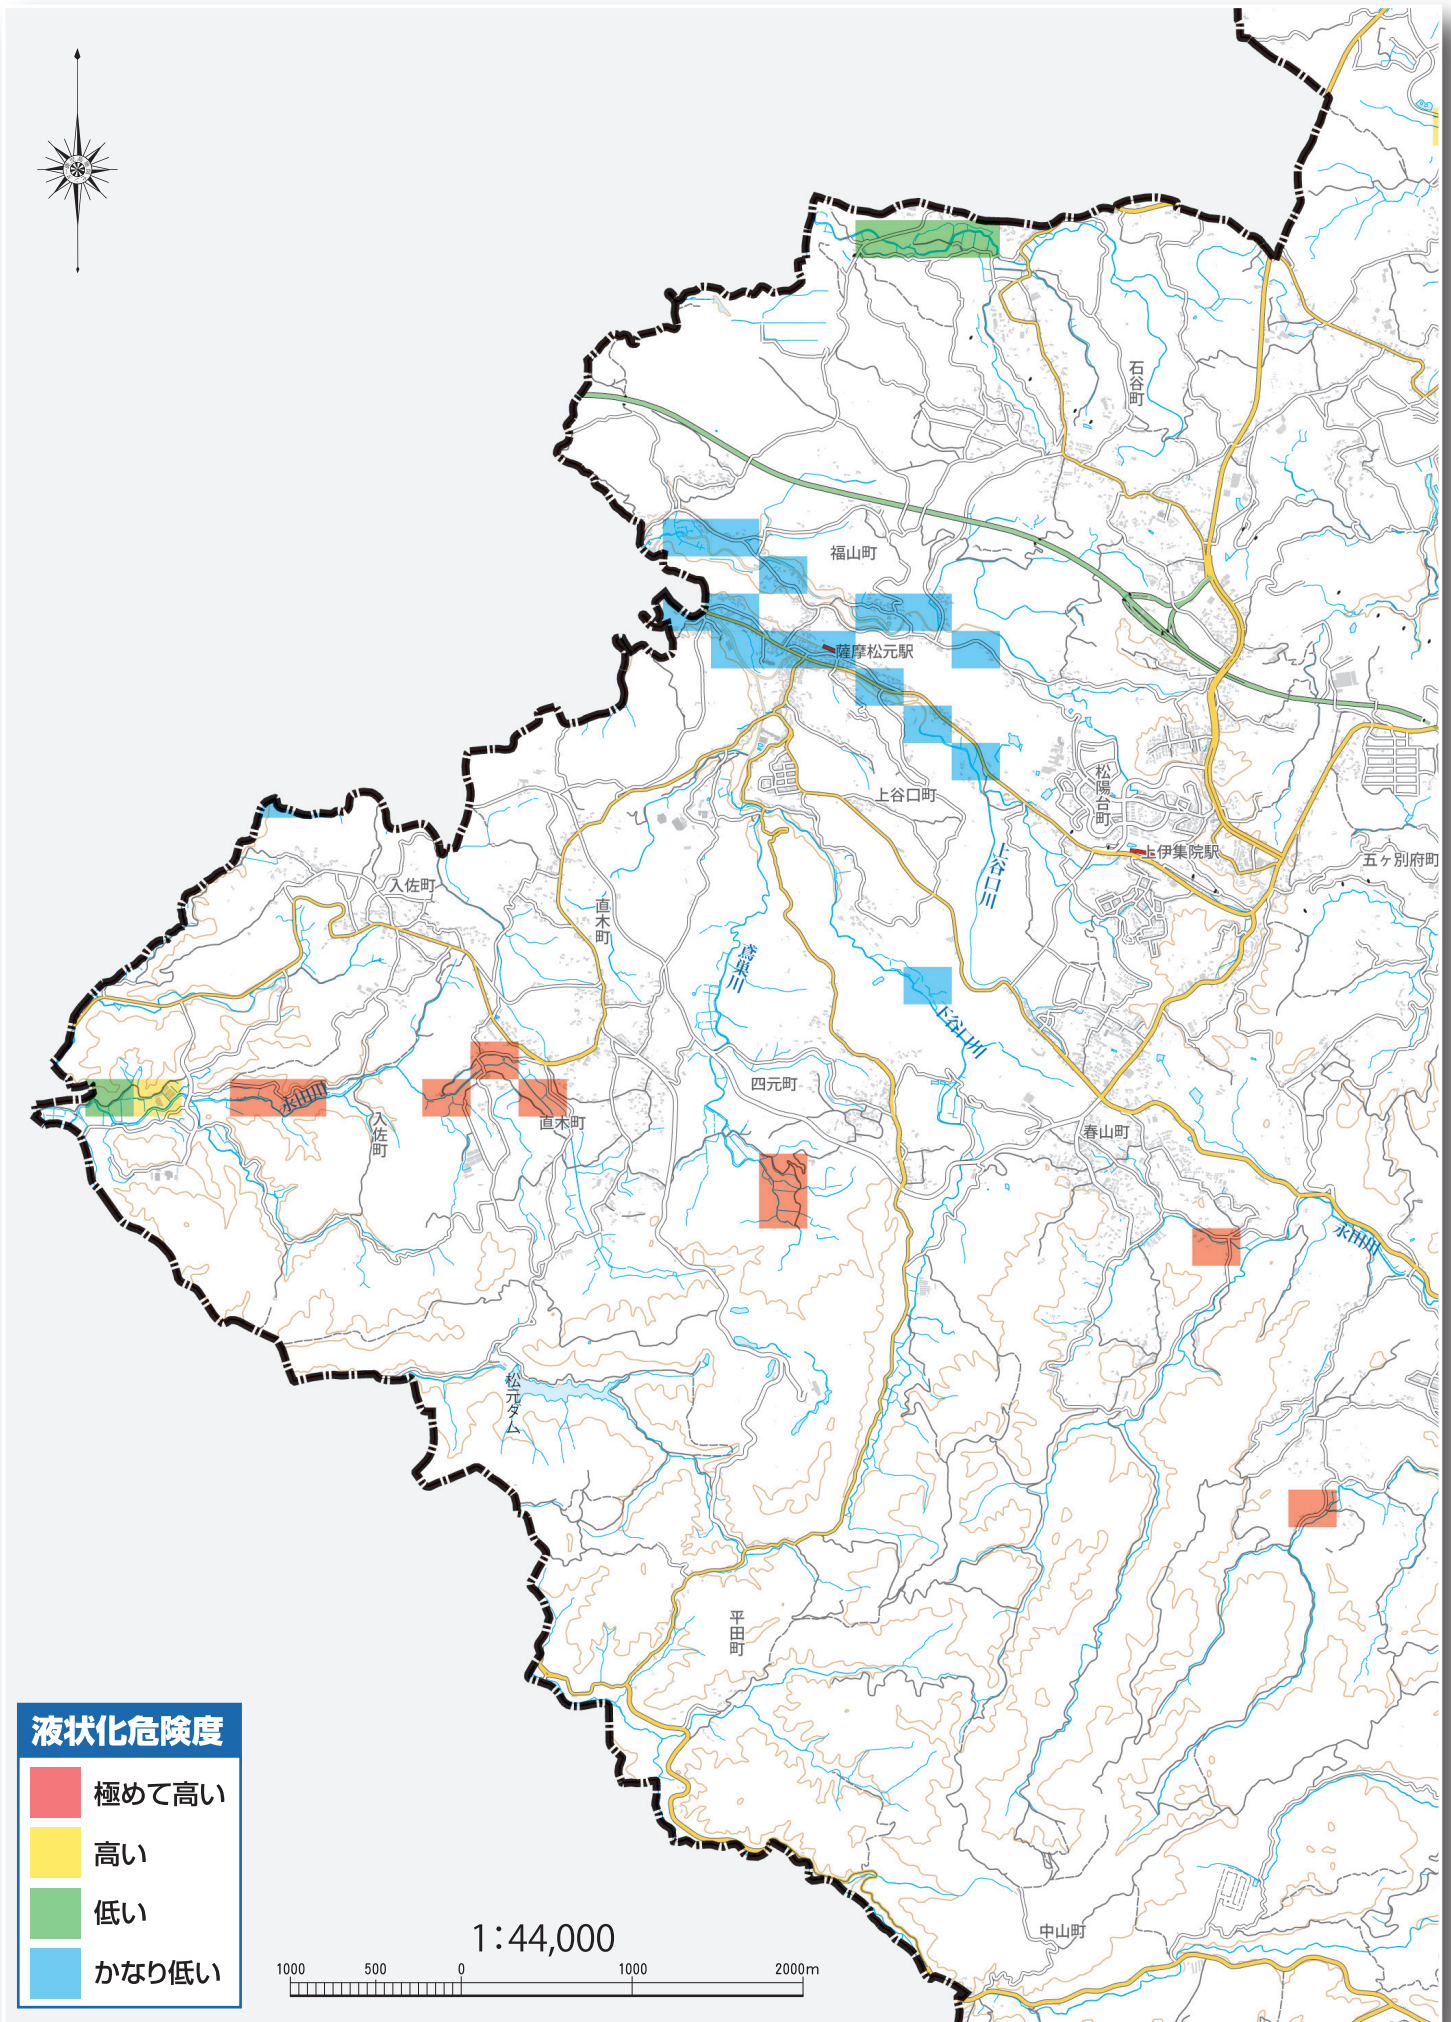 石谷町
福山町
薩摩松元駅
松陽台町
上谷口町
上伊集院駅
五ヶ別府町
上谷口川
入佐町
直木町
鳶巣川
下谷口川
四元町
永田川
入佐町
直木町
春山町
永田川
松元ダム
平田町
中山町
液状化危険度
極めて高い
高い
低い
かなり低い
1:44,000
1000 500 0 1000 2000m